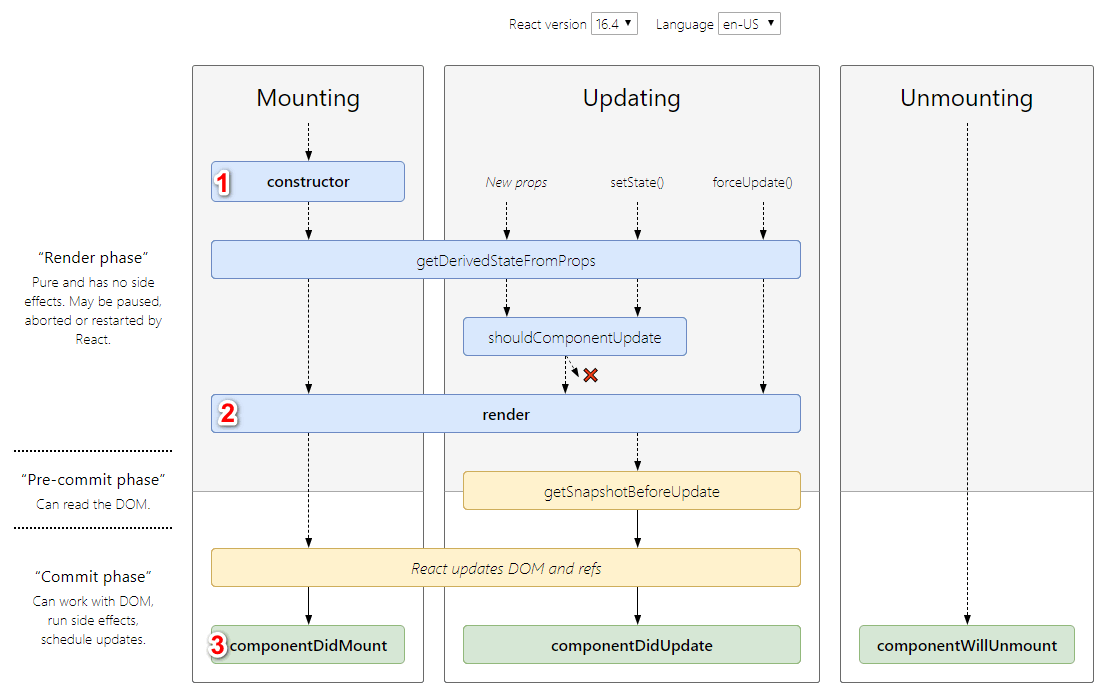 React version 16.4 Language en-US
Mounting
Updating
Unmounting
1 constructor
New props
setState()
forceUpdate()
"Render phase"
Pure and has no side
effects. May be paused,
aborted or restarted by
React.
getDerivedStateFromProps
shouldComponentUpdate
2 render
"Pre-commit phase"
Can read the DOM.
getSnapshotBeforeUpdate
"Commit phase"
Can work with DOM,
run side effects,
schedule updates.
React updates DOM and refs
3 componentDidMount
componentDidUpdate
componentWillUnmount